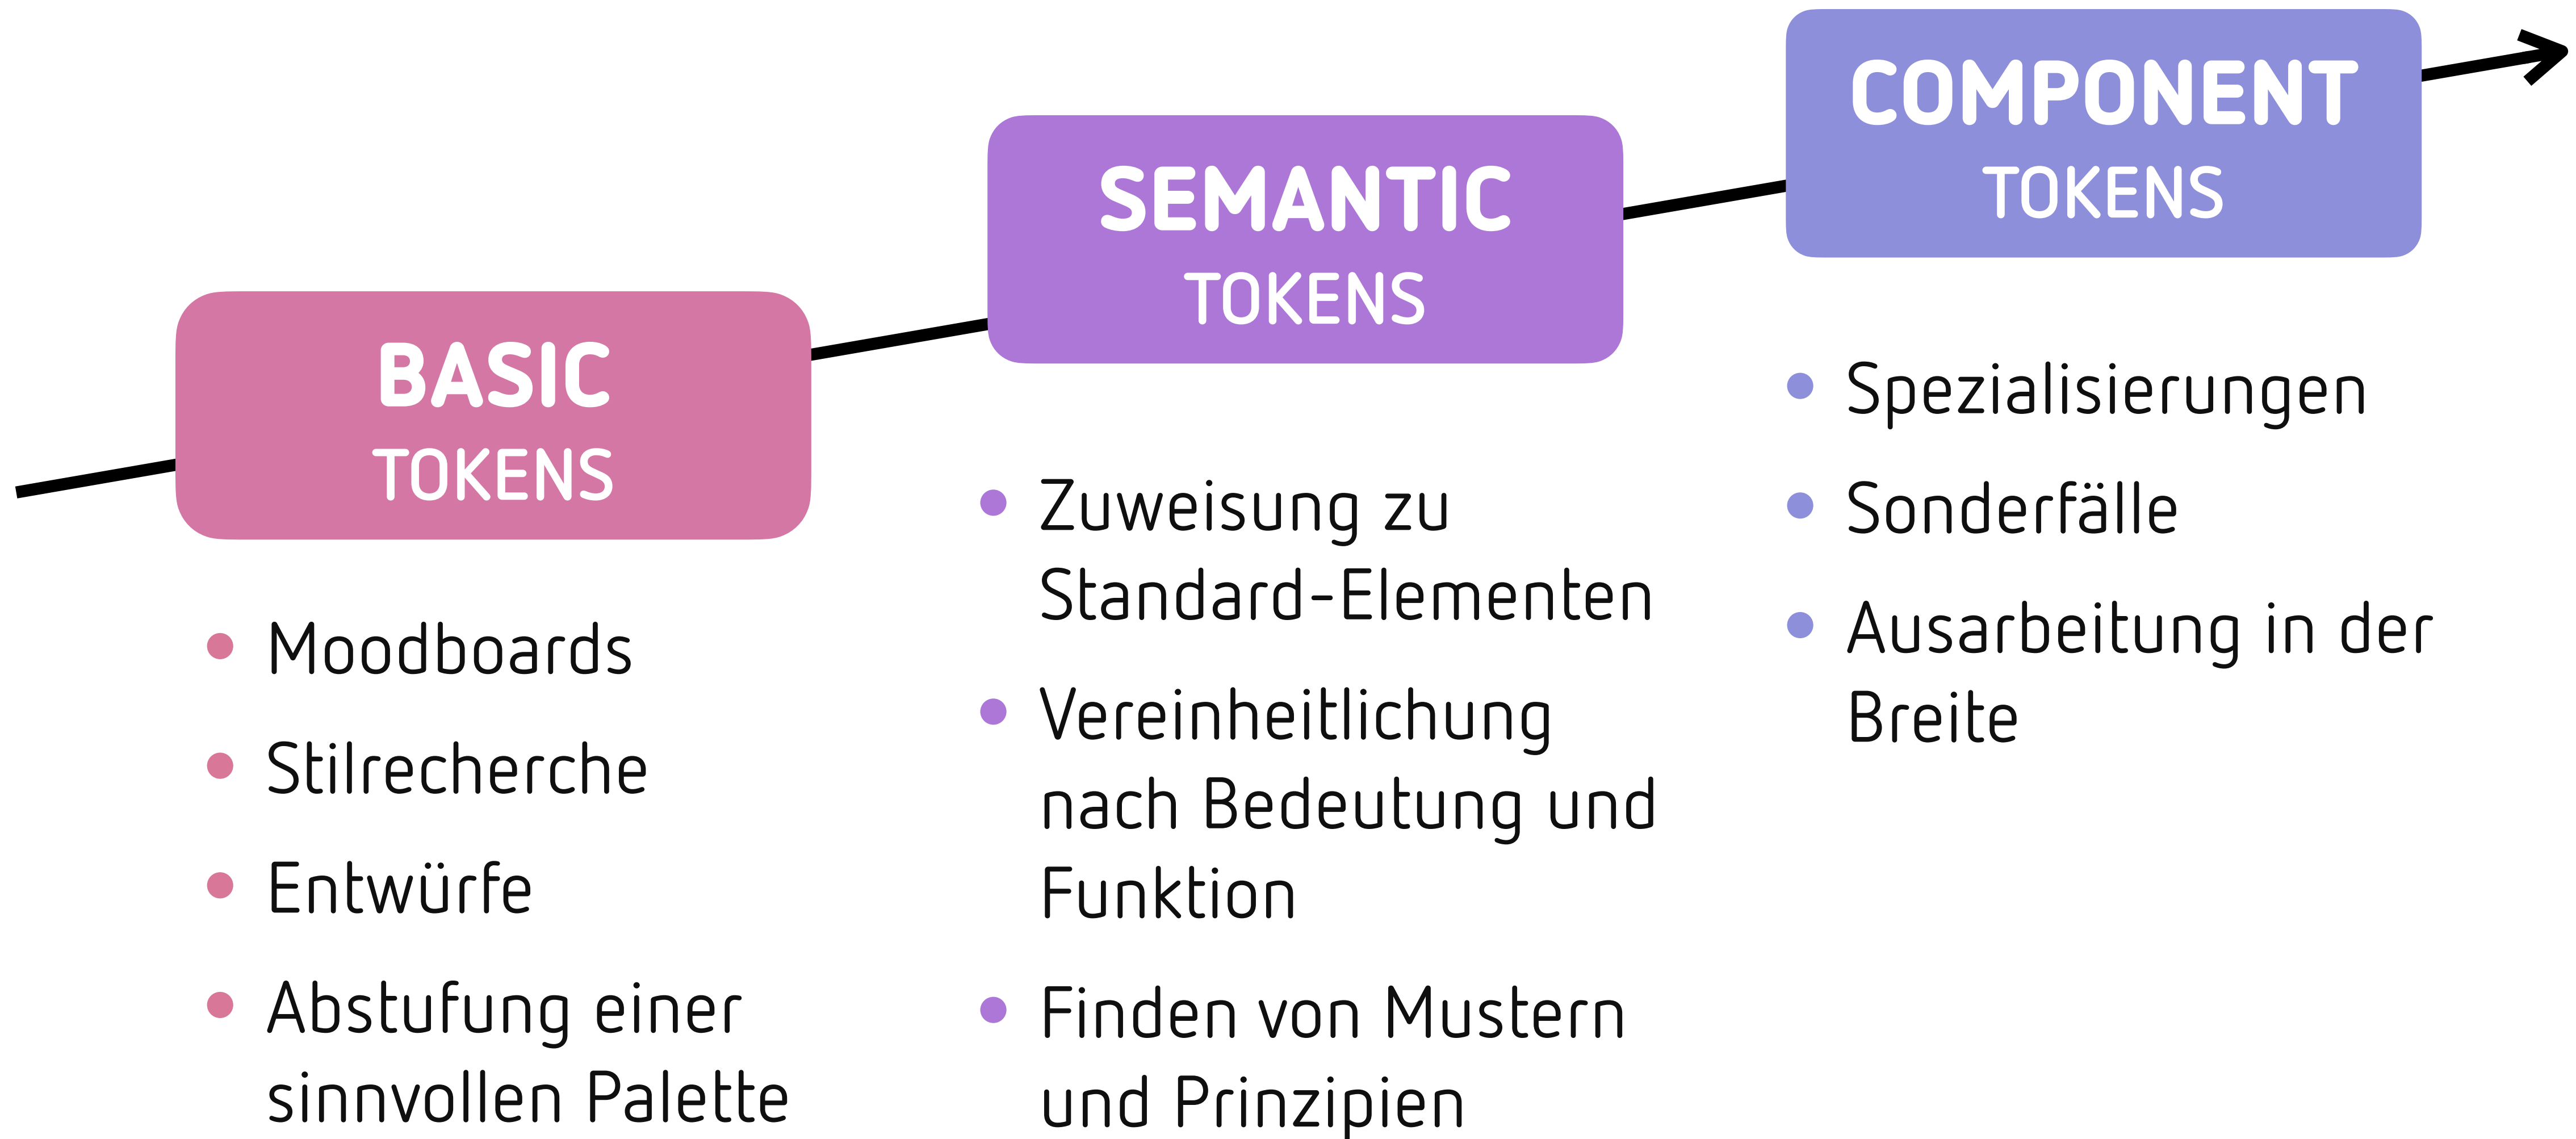 BASIC
TOKENS
Moodboards
Stilrecherche
Entwürfe
Abstufung einer
sinnvollen Palette
SEMANTIC
TOKENS
Zuweisung zu
Standard-Elementen
Vereinheitlichung
nach Bedeutung und
Funktion
Finden von Mustern
und Prinzipien
COMPONENT
TOKENS
Spezialisierungen
Sonderfälle
Ausarbeitung in der
Breite